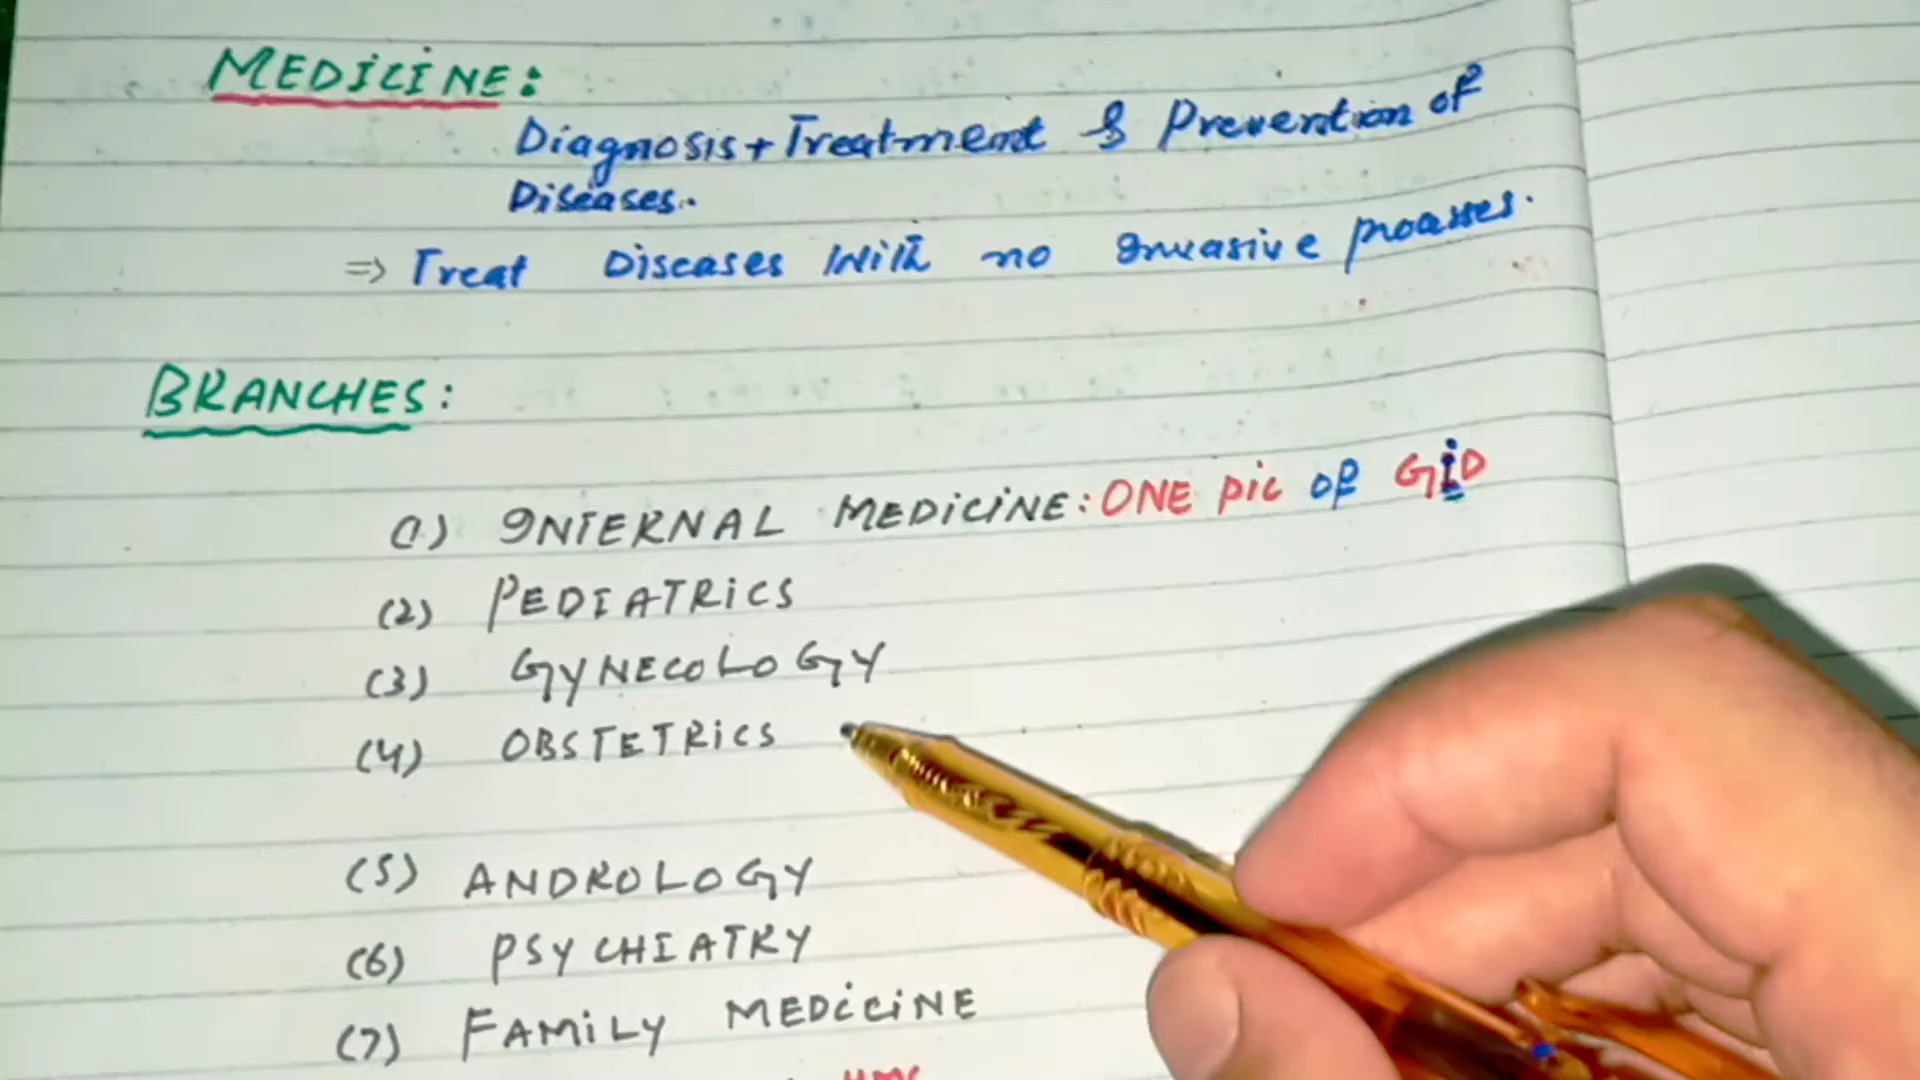 MEDICINE:
Diagnosis + Treatment & Prevention of
Diseases.
⇒ Treat Diseases With no invasive processes.
BRANCHES:
(1) INTERNAL MEDICINE: ONE PIC OF GID
(2) PEDIATRICS
(3) GYNECOLOGY
(4) OBSTETRICS
(5) ANDROLOGY
(6) PSYCHIATRY
(7) FAMILY MEDICINE